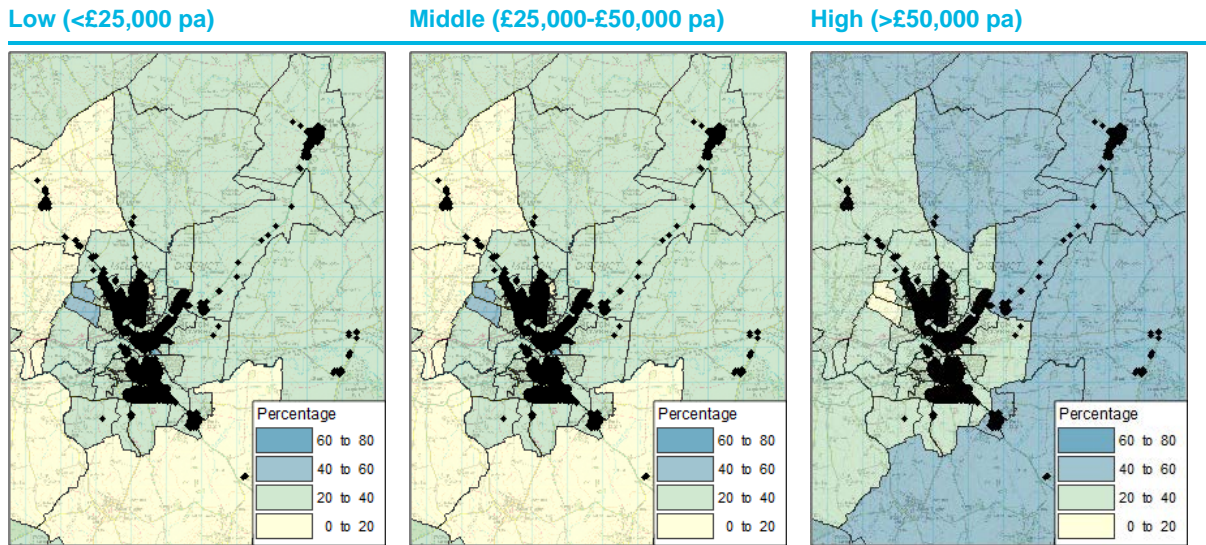 Low (<£25,000 pa)
Middle (£25,000-£50,000 pa)
High (>£50,000 pa)
Percentage
60 to 80
40 to 60
20 to 40
0 to 20
Percentage
60 to 80
40 to 60
20 to 40
0 to 20
Percentage
60 to 80
40 to 60
20 to 40
0 to 20